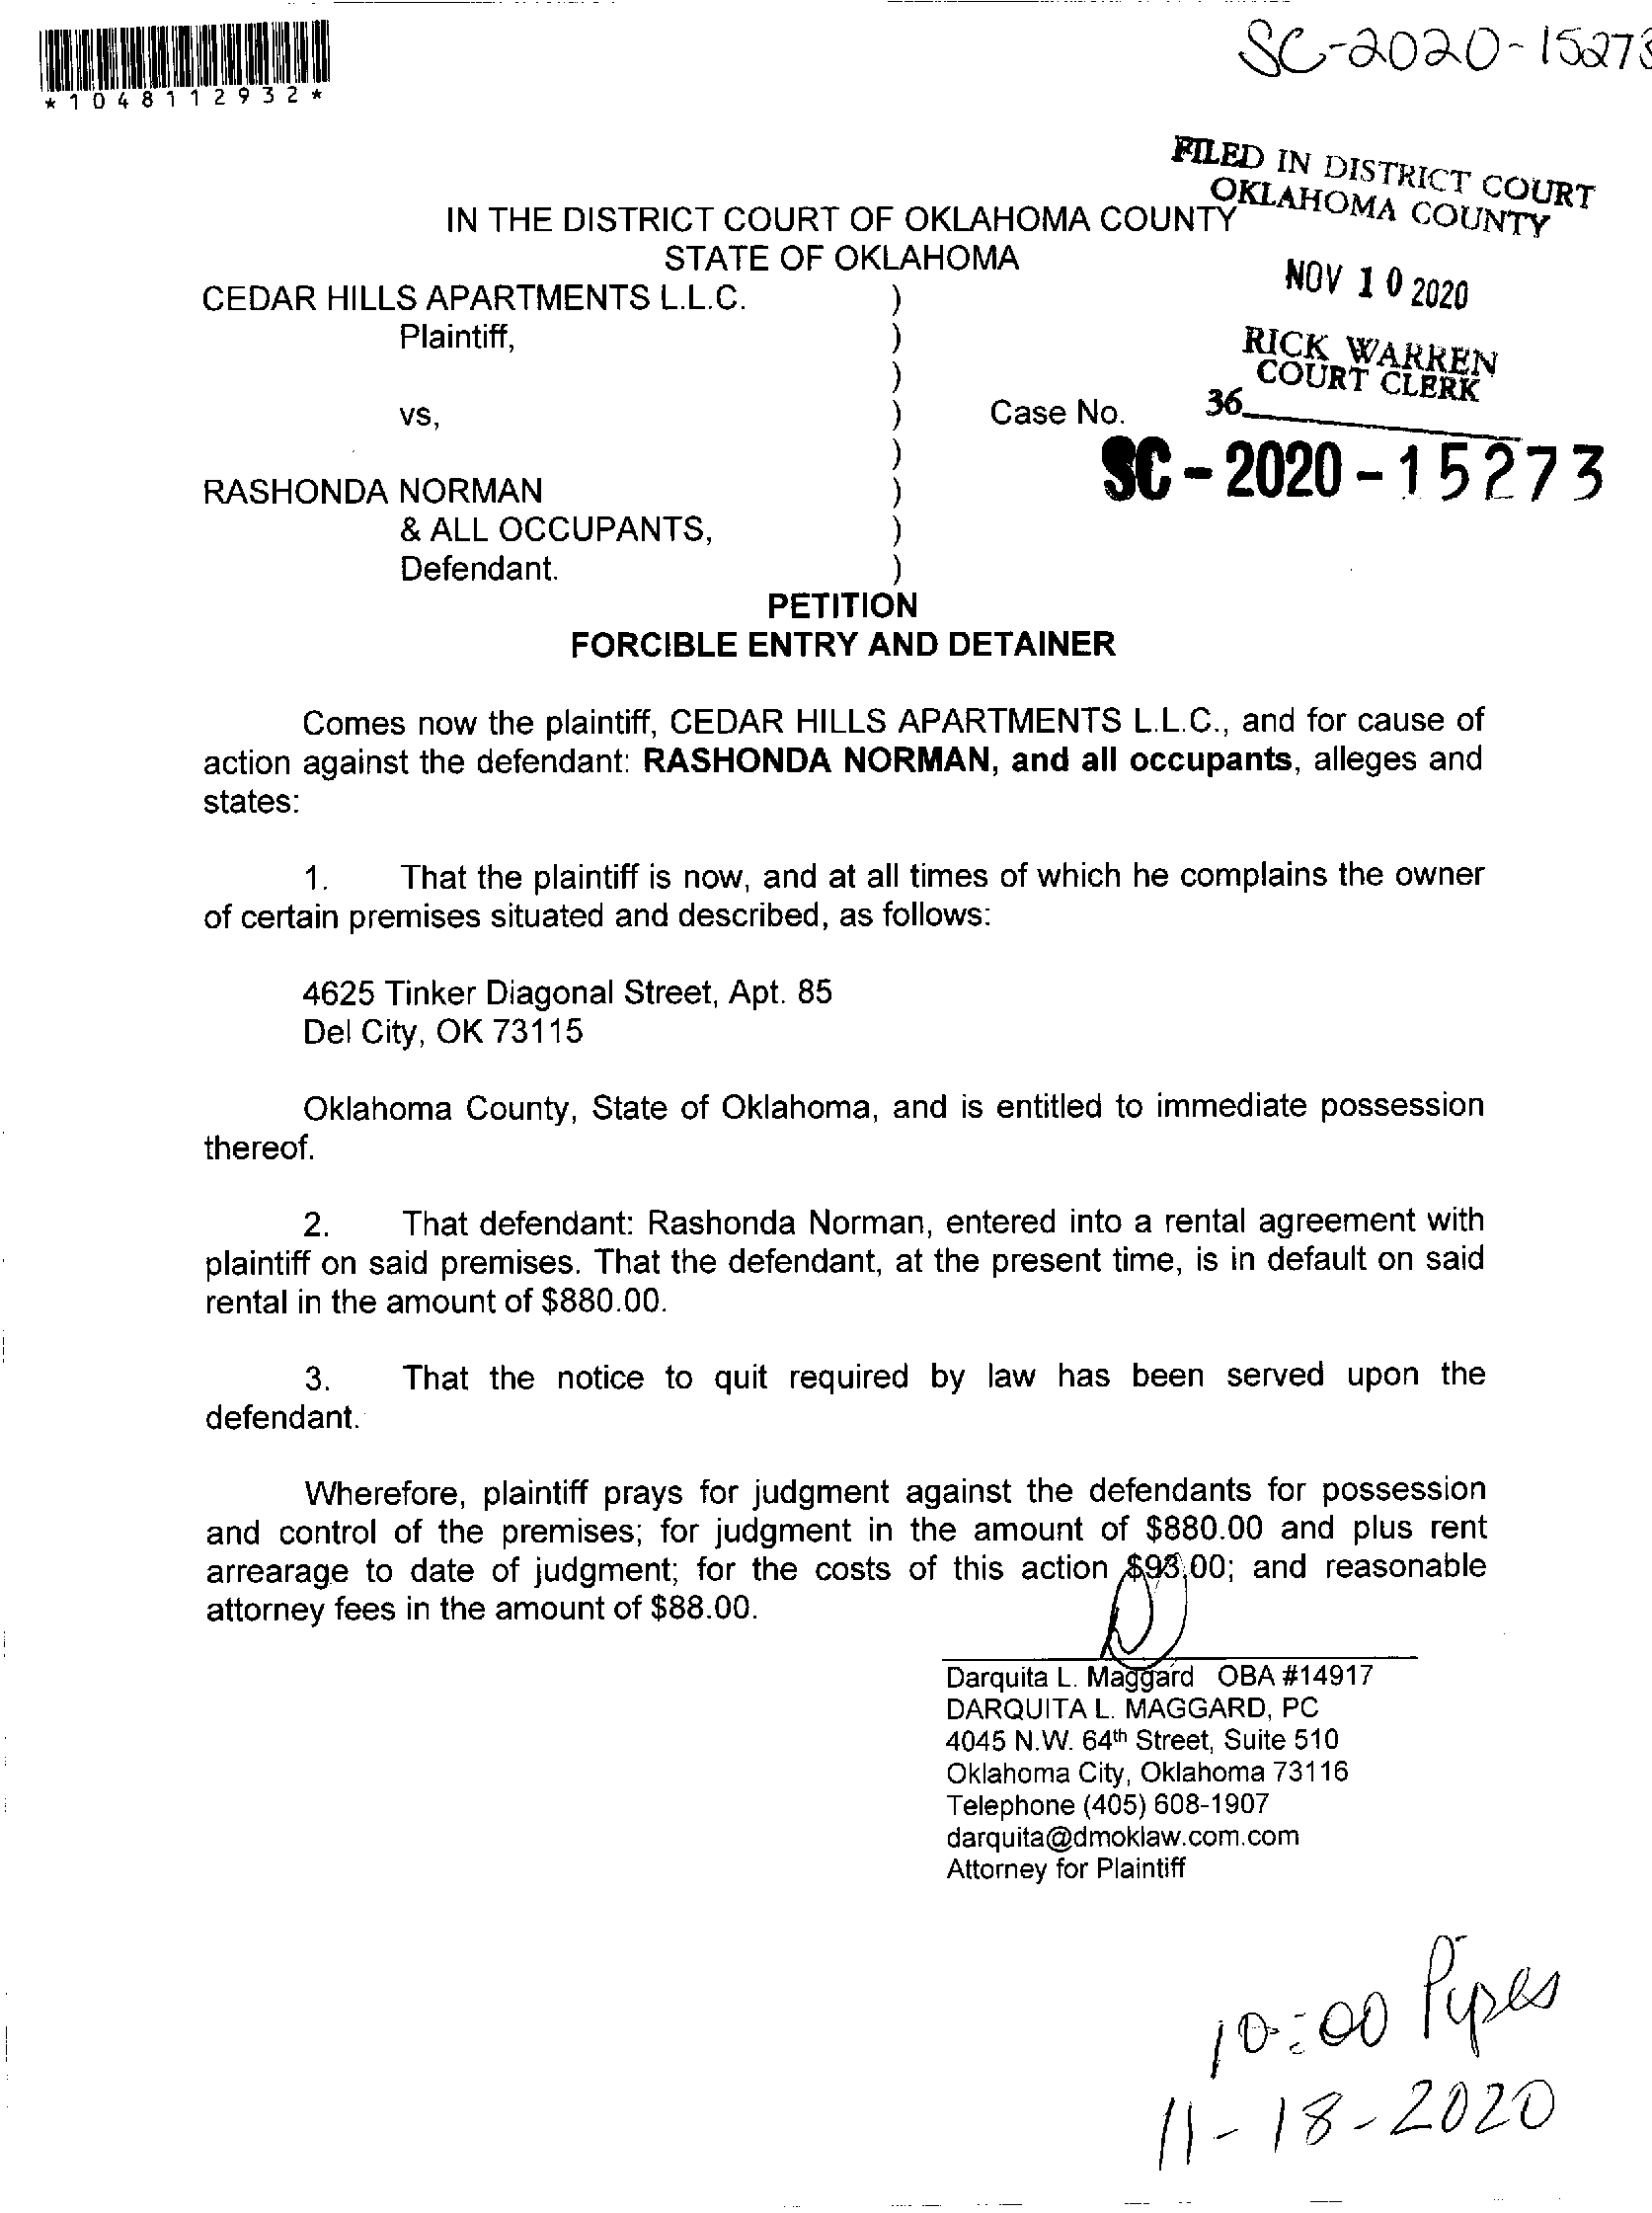 SC-2020-15273
*1048112932*
FILED IN DISTRICT COURT
OKLAHOMA COUNTY
IN THE DISTRICT COURT OF OKLAHOMA COUNTY
STATE OF OKLAHOMA
NOV 10 2020
CEDAR HILLS APARTMENTS L.L.C. )
Plaintiff, )
RICK WARREN
COURT CLERK
)
36
vs, ) Case No.
)
SC-2020-15273
RASHONDA NORMAN )
& ALL OCCUPANTS, )
Defendant. )
PETITION
FORCIBLE ENTRY AND DETAINER
Comes now the plaintiff, CEDAR HILLS APARTMENTS L.L.C., and for cause of
action against the defendant: RASHONDA NORMAN, and all occupants, alleges and
states:
1. That the plaintiff is now, and at all times of which he complains the owner
of certain premises situated and described, as follows:
4625 Tinker Diagonal Street, Apt. 85
Del City, OK 73115
Oklahoma County, State of Oklahoma, and is entitled to immediate possession
thereof.
2. That defendant: Rashonda Norman, entered into a rental agreement with
plaintiff on said premises. That the defendant, at the present time, is in default on said
rental in the amount of $880.00.
3. That the notice to quit required by law has been served upon the
defendant.
Wherefore, plaintiff prays for judgment against the defendants for possession
and control of the premises; for judgment in the amount of $880.00 and plus rent
arrearage to date of judgment; for the costs of this action $93.00; and reasonable
attorney fees in the amount of $88.00.
Darquita L. Maggard OBA #14917
DARQUITA L. MAGGARD, PC
4045 N.W. 64th Street, Suite 510
Oklahoma City, Oklahoma 73116
Telephone (405) 608-1907
darquita@dmoklaw.com.com
Attorney for Plaintiff
10:00 Pipes
11-18-2020